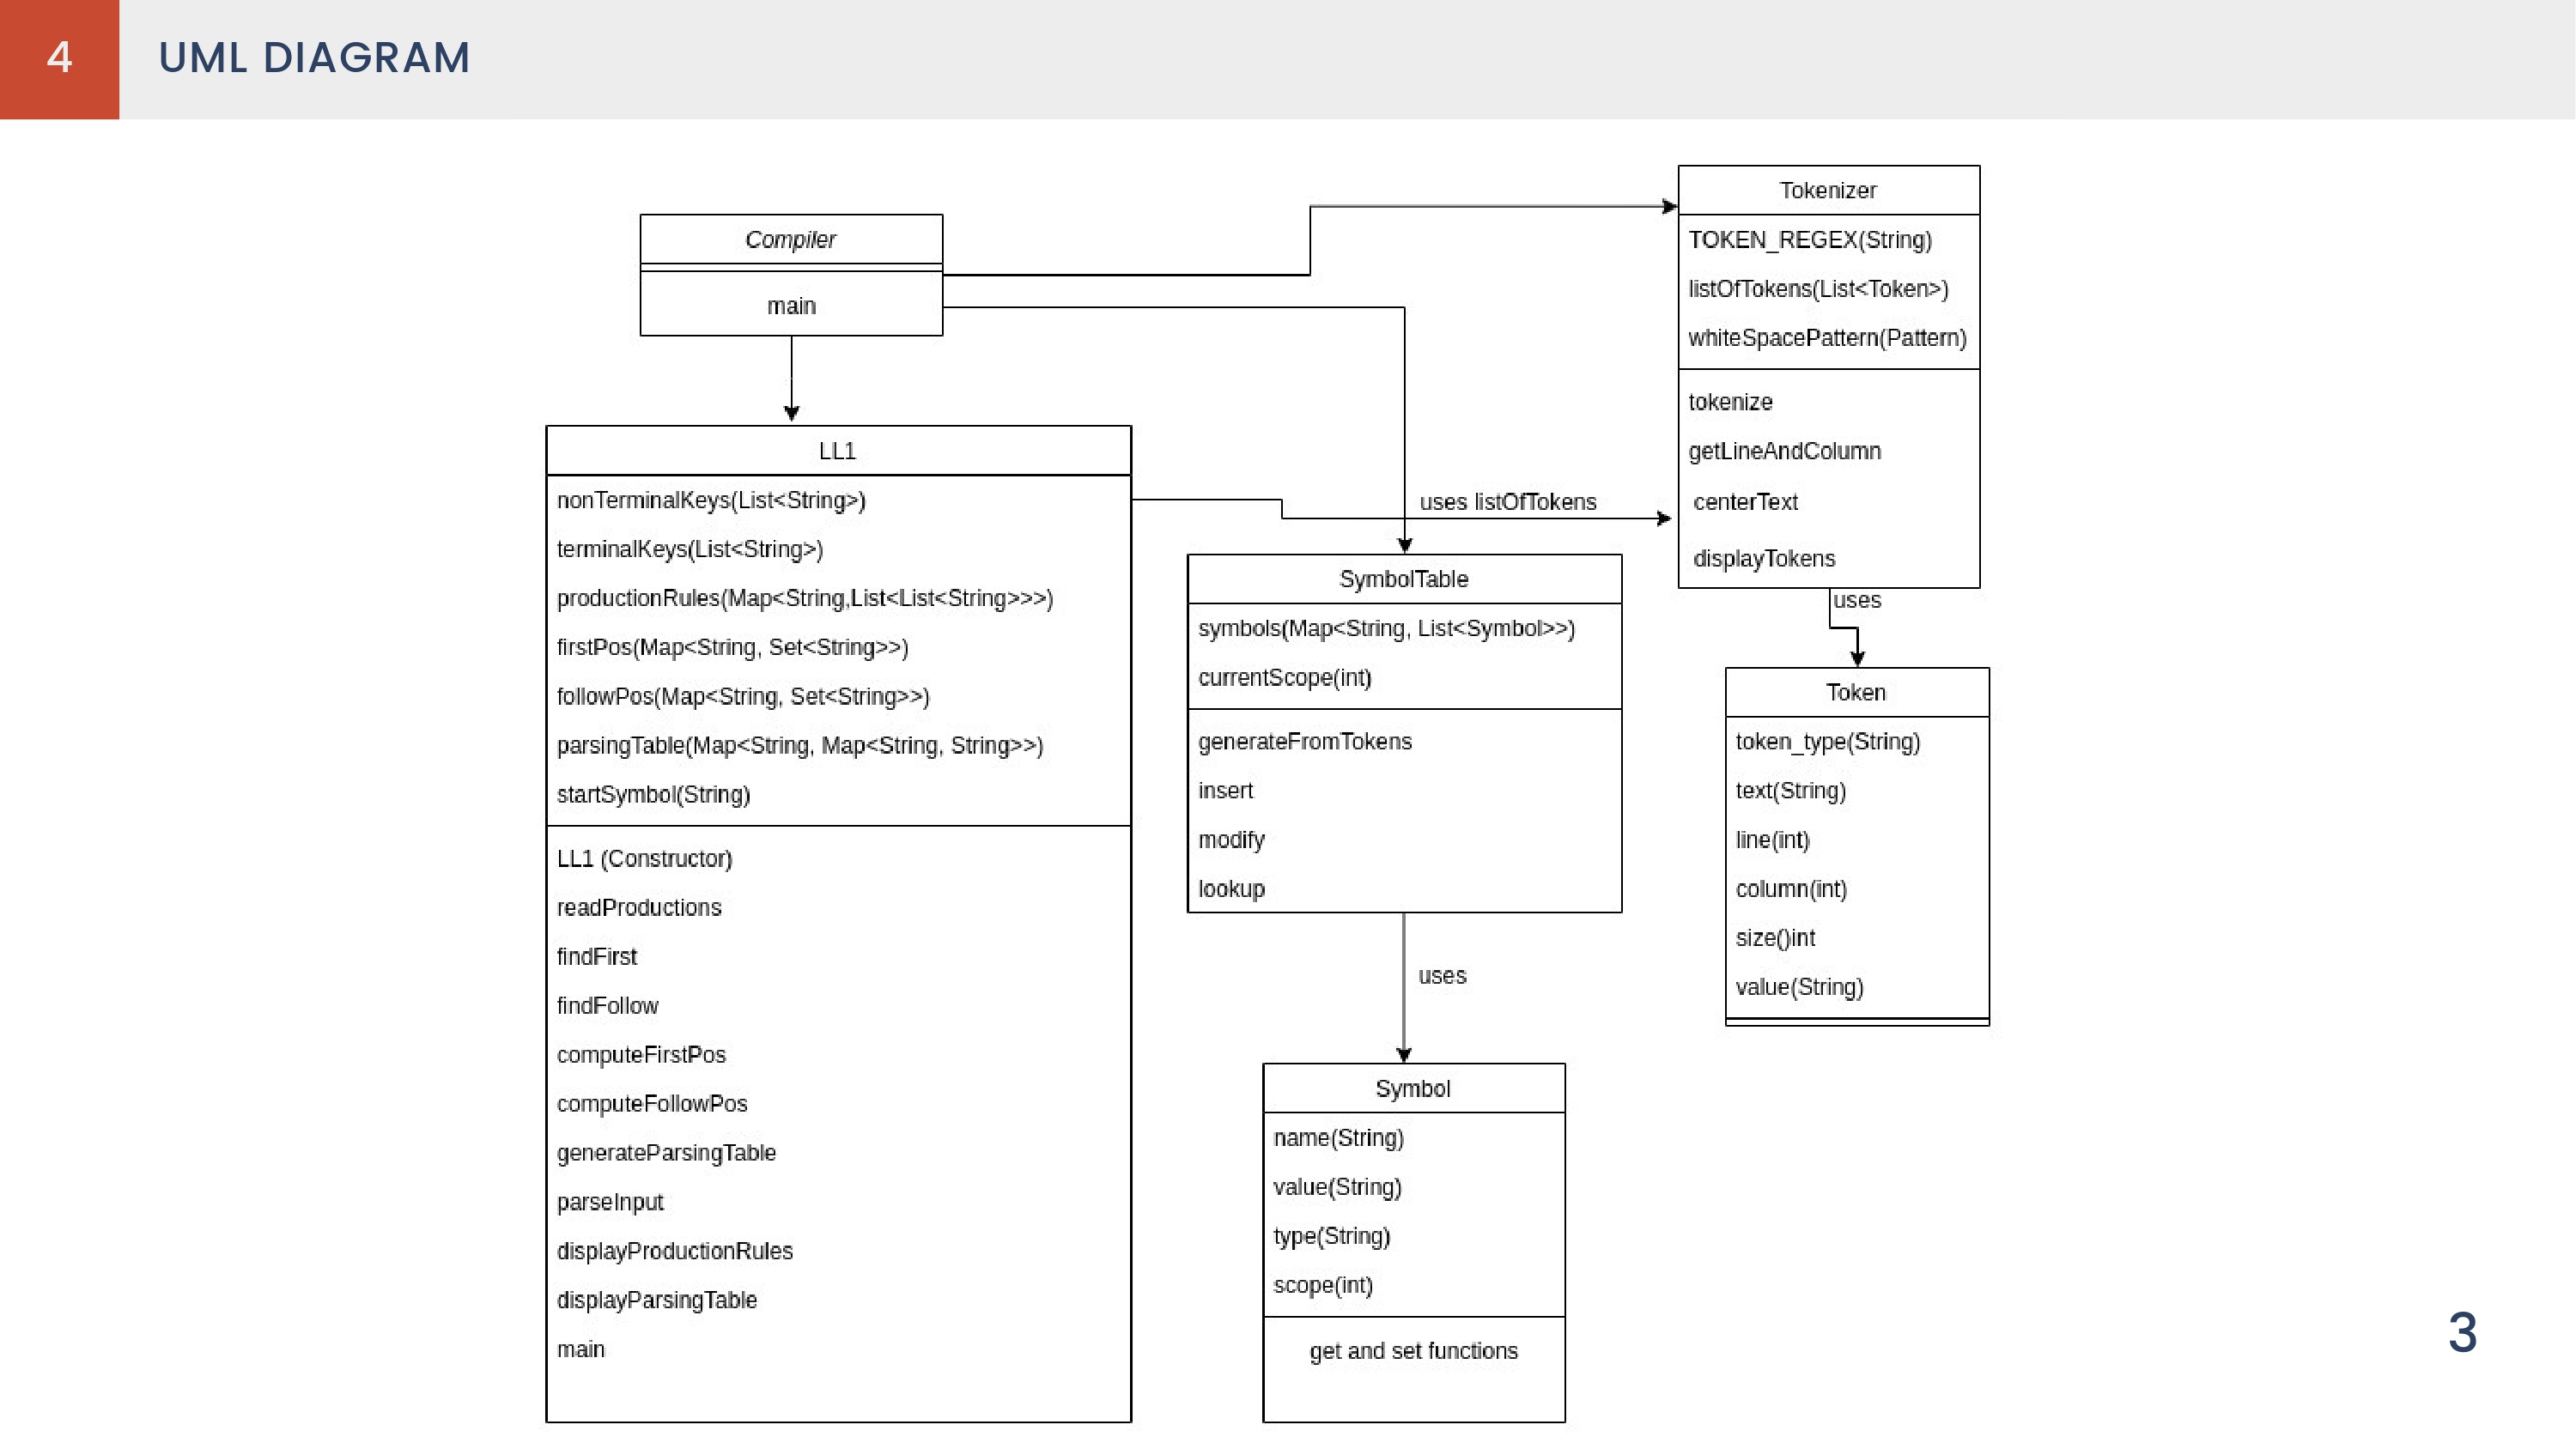 4
UML DIAGRAM
Compiler
main
Tokenizer
TOKEN_REGEX(String)
listOfTokens(List<Token>)
whiteSpacePattern(Pattern)
tokenize
getLineAndColumn
centerText
displayTokens
LL1
nonTerminalKeys(List<String>)
terminalKeys(List<String>)
productionRules(Map<String,List<List<String>>>)
firstPos(Map<String, Set<String>>)
followPos(Map<String, Set<String>>)
parsingTable(Map<String, Map<String, String>>)
startSymbol(String)
LL1 (Constructor)
readProductions
findFirst
findFollow
computeFirstPos
computeFollowPos
generateParsingTable
parseInput
displayProductionRules
displayParsingTable
main
uses listOfTokens
SymbolTable
symbols(Map<String, List<Symbol>>)
currentScope(int)
generateFromTokens
insert
modify
lookup
uses
Symbol
name(String)
value(String)
type(String)
scope(int)
get and set functions
uses
Token
token_type(String)
text(String)
line(int)
column(int)
size()int
value(String)
3